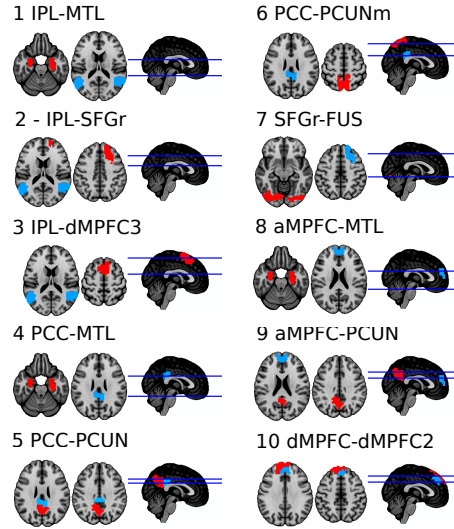 1 IPL-MTL
2 - IPL-SFGr
3 IPL-dMPFC3
4 PCC-MTL
5 PCC-PCUN
6 PCC-PCUNm
7 SFGr-FUS
8 aMPFC-MTL
9 aMPFC-PCUN
10 dMPFC-dMPFC2